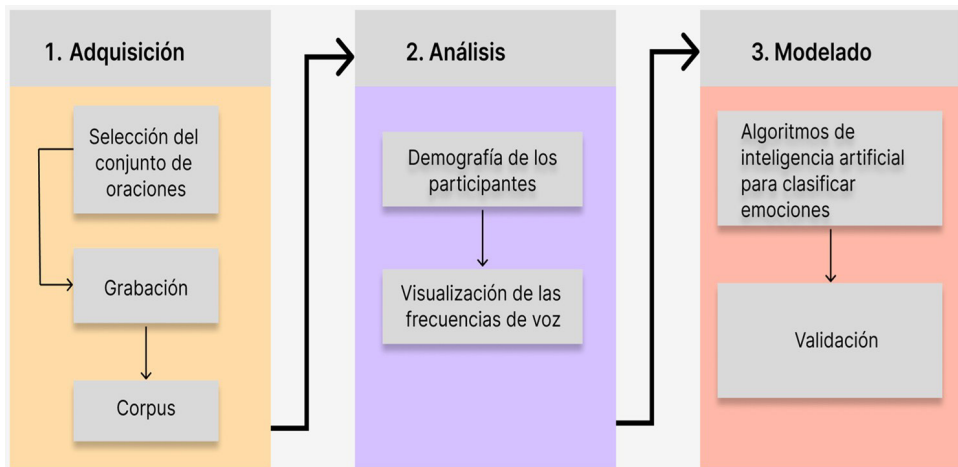 1. Adquisición
Selección del
conjunto de
oraciones
Grabación
Corpus
2. Análisis
Demografía de los
participantes
Visualización de las
frecuencias de voz
3. Modelado
Algoritmos de
inteligencia artificial
para clasificar
emociones
Validación